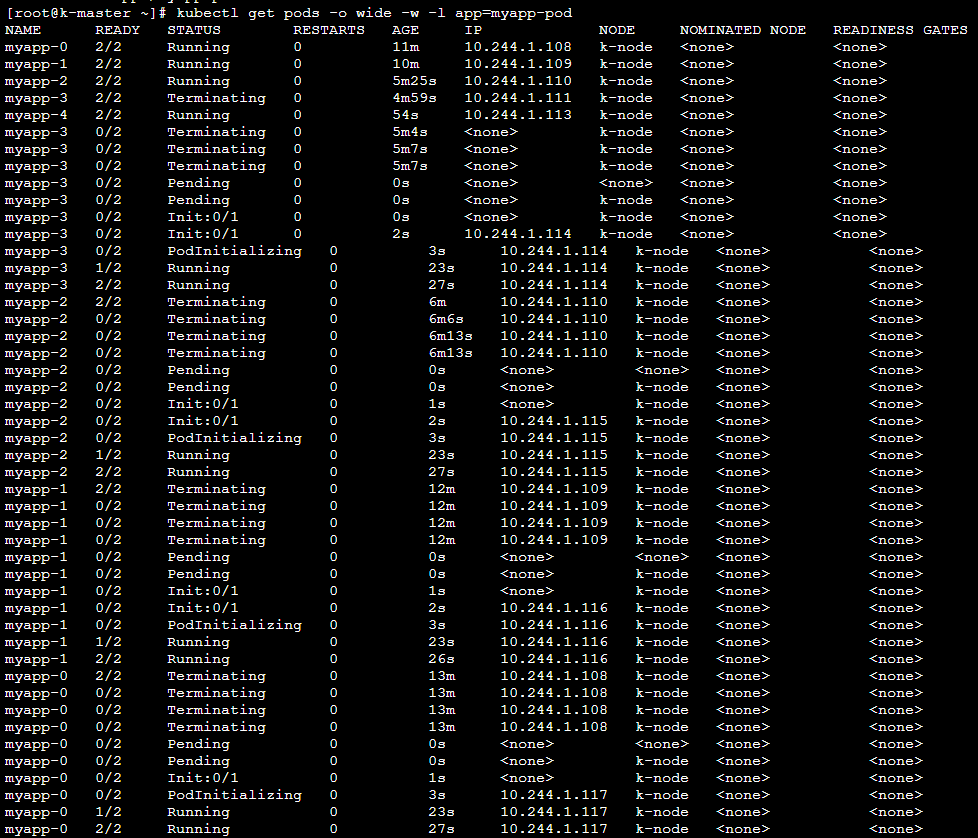 [root@k-master ~]# kubectl get pods -o wide -w -l app=myapp-pod
NAME READY STATUS RESTARTS AGE IP NODE NOMINATED NODE READINESS GATES
myapp-0 2/2 Running 0 11m 10.244.1.108 k-node <none> <none>
myapp-1 2/2 Running 0 10m 10.244.1.109 k-node <none> <none>
myapp-2 2/2 Running 0 5m25s 10.244.1.110 k-node <none> <none>
myapp-3 2/2 Terminating 0 4m59s 10.244.1.111 k-node <none> <none>
myapp-4 2/2 Running 0 54s 10.244.1.113 k-node <none> <none>
myapp-3 0/2 Terminating 0 5m4s <none> k-node <none> <none>
myapp-3 0/2 Terminating 0 5m7s <none> k-node <none> <none>
myapp-3 0/2 Terminating 0 5m7s <none> k-node <none> <none>
myapp-3 0/2 Pending 0 0s <none> <none> <none> <none>
myapp-3 0/2 Pending 0 0s <none> k-node <none> <none>
myapp-3 0/2 Init:0/1 0 0s <none> k-node <none> <none>
myapp-3 0/2 Init:0/1 0 2s 10.244.1.114 k-node <none> <none>
myapp-3 0/2 PodInitializing 0 3s 10.244.1.114 k-node <none> <none>
myapp-3 1/2 Running 0 23s 10.244.1.114 k-node <none> <none>
myapp-3 2/2 Running 0 27s 10.244.1.114 k-node <none> <none>
myapp-2 2/2 Terminating 0 6m 10.244.1.110 k-node <none> <none>
myapp-2 0/2 Terminating 0 6m6s 10.244.1.110 k-node <none> <none>
myapp-2 0/2 Terminating 0 6m13s 10.244.1.110 k-node <none> <none>
myapp-2 0/2 Terminating 0 6m13s 10.244.1.110 k-node <none> <none>
myapp-2 0/2 Pending 0 0s <none> <none> <none> <none>
myapp-2 0/2 Pending 0 0s <none> k-node <none> <none>
myapp-2 0/2 Init:0/1 0 1s <none> k-node <none> <none>
myapp-2 0/2 Init:0/1 0 2s 10.244.1.115 k-node <none> <none>
myapp-2 0/2 PodInitializing 0 3s 10.244.1.115 k-node <none> <none>
myapp-2 1/2 Running 0 23s 10.244.1.115 k-node <none> <none>
myapp-2 2/2 Running 0 27s 10.244.1.115 k-node <none> <none>
myapp-1 2/2 Terminating 0 12m 10.244.1.109 k-node <none> <none>
myapp-1 0/2 Terminating 0 12m 10.244.1.109 k-node <none> <none>
myapp-1 0/2 Terminating 0 12m 10.244.1.109 k-node <none> <none>
myapp-1 0/2 Terminating 0 12m 10.244.1.109 k-node <none> <none>
myapp-1 0/2 Pending 0 0s <none> <none> <none> <none>
myapp-1 0/2 Pending 0 0s <none> k-node <none> <none>
myapp-1 0/2 Init:0/1 0 1s <none> k-node <none> <none>
myapp-1 0/2 Init:0/1 0 2s 10.244.1.116 k-node <none> <none>
myapp-1 0/2 PodInitializing 0 3s 10.244.1.116 k-node <none> <none>
myapp-1 1/2 Running 0 23s 10.244.1.116 k-node <none> <none>
myapp-1 2/2 Running 0 26s 10.244.1.116 k-node <none> <none>
myapp-0 2/2 Terminating 0 13m 10.244.1.108 k-node <none> <none>
myapp-0 0/2 Terminating 0 13m 10.244.1.108 k-node <none> <none>
myapp-0 0/2 Terminating 0 13m 10.244.1.108 k-node <none> <none>
myapp-0 0/2 Terminating 0 13m 10.244.1.108 k-node <none> <none>
myapp-0 0/2 Pending 0 0s <none> <none> <none> <none>
myapp-0 0/2 Pending 0 0s <none> k-node <none> <none>
myapp-0 0/2 Init:0/1 0 1s <none> k-node <none> <none>
myapp-0 0/2 PodInitializing 0 3s 10.244.1.117 k-node <none> <none>
myapp-0 1/2 Running 0 23s 10.244.1.117 k-node <none> <none>
myapp-0 2/2 Running 0 27s 10.244.1.117 k-node <none> <none>